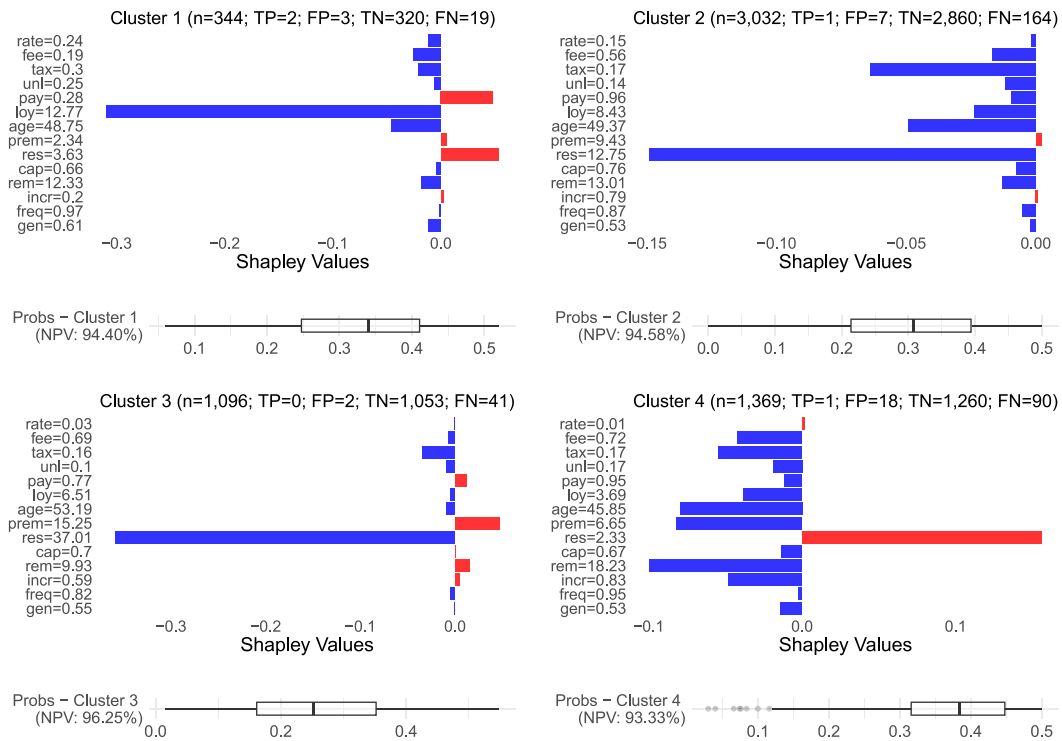 Cluster 1 (n=344; TP=2; FP=3; TN=320; FN=19)
rate=0.24
fee=0.19
tax=0.3
unl=0.25
pay=0.28
loy=12.77
age=48.75
prem=2.34
res=3.63
cap=0.66
rem=12.33
incr=0.2
freq=0.97
gen=0.61
−0.3 −0.2 −0.1 0.0
Shapley Values
Probs − Cluster 1
(NPV: 94.40%)
0.1 0.2 0.3 0.4 0.5
Cluster 2 (n=3,032; TP=1; FP=7; TN=2,860; FN=164)
rate=0.15
fee=0.56
tax=0.17
unl=0.14
pay=0.96
loy=8.43
age=49.37
prem=9.43
res=12.75
cap=0.76
rem=13.01
incr=0.79
freq=0.87
gen=0.53
−0.15 −0.10 −0.05 0.00
Shapley Values
Probs − Cluster 2
(NPV: 94.58%)
0.0 0.1 0.2 0.3 0.4 0.5
Cluster 3 (n=1,096; TP=0; FP=2; TN=1,053; FN=41)
rate=0.03
fee=0.69
tax=0.16
unl=0.1
pay=0.77
loy=6.51
age=53.19
prem=15.25
res=37.01
cap=0.7
rem=9.93
incr=0.59
freq=0.82
gen=0.55
−0.3 −0.2 −0.1 0.0
Shapley Values
Probs − Cluster 3
(NPV: 96.25%)
0.0 0.2 0.4
Cluster 4 (n=1,369; TP=1; FP=18; TN=1,260; FN=90)
rate=0.01
fee=0.72
tax=0.17
unl=0.17
pay=0.95
loy=3.69
age=45.85
prem=6.65
res=2.33
cap=0.67
rem=18.23
incr=0.83
freq=0.95
gen=0.53
−0.1 0.0 0.1
Shapley Values
Probs − Cluster 4
(NPV: 93.33%)
0.0 0.1 0.2 0.3 0.4 0.5